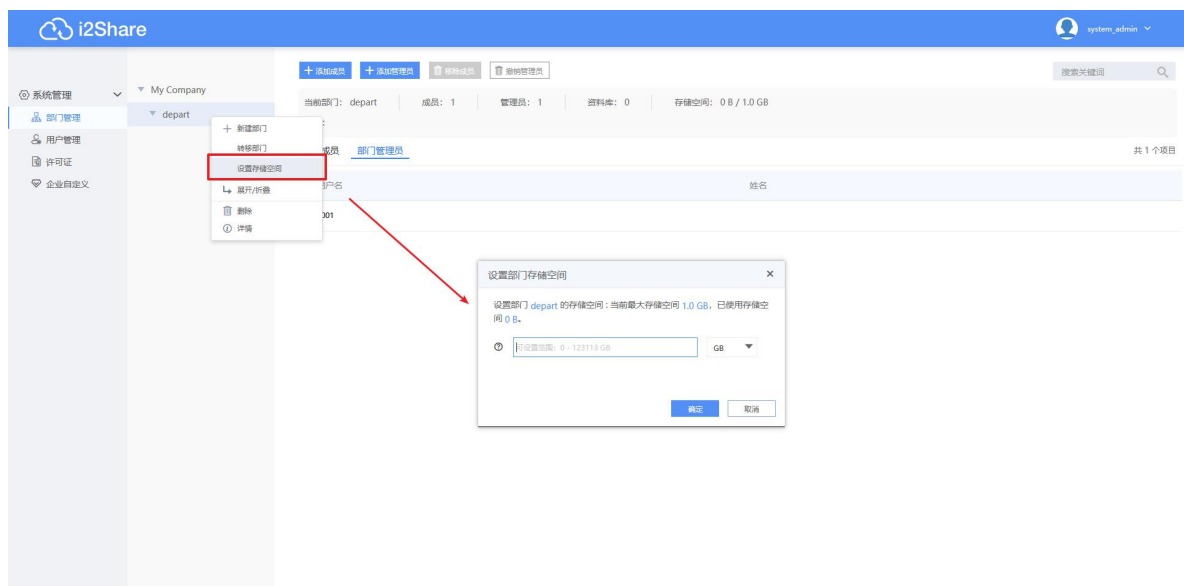 i2Share
system_admin
添加成员
添加管理员
移除成员
撤销管理员
搜索关键词
系统管理
部门管理
用户管理
许可证
企业自定义
My Company
depart
当前部门: depart
成员: 1
管理员: 1
资料库: 0
存储空间: 0 B / 1.0 GB
:
新建部门
转移部门
设置存储空间
展开/折叠
删除
详情
成员
部门管理员
共 1 个项目
用户名
姓名
001
设置部门存储空间
设置部门 depart 的存储空间 : 当前最大存储空间 1.0 GB，已使用存储空
间 0 B。
可设置范围: 0 - 123113 GB
GB
确定
取消